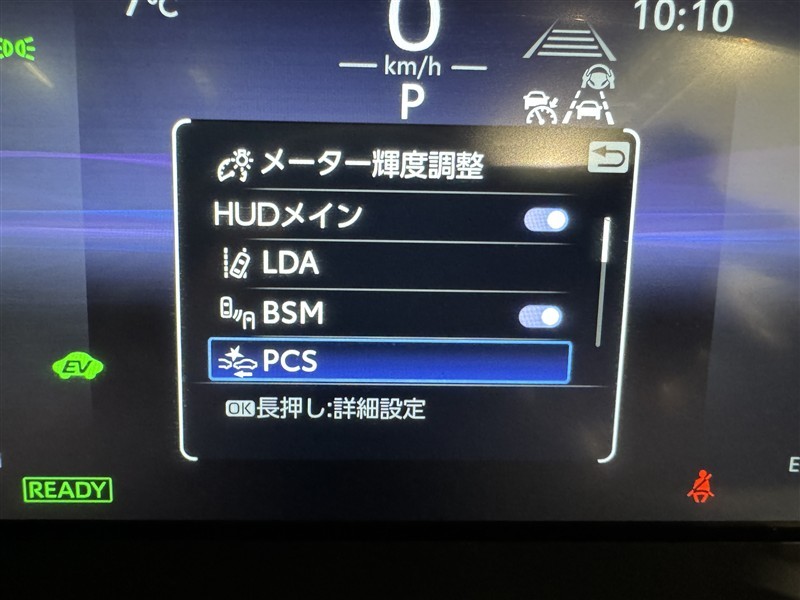 7℃
0
10:10
km/h
P
メーター輝度調整
HUDメイン
LDA
BSM
PCS
EV
OK長押し:詳細設定
READY
E